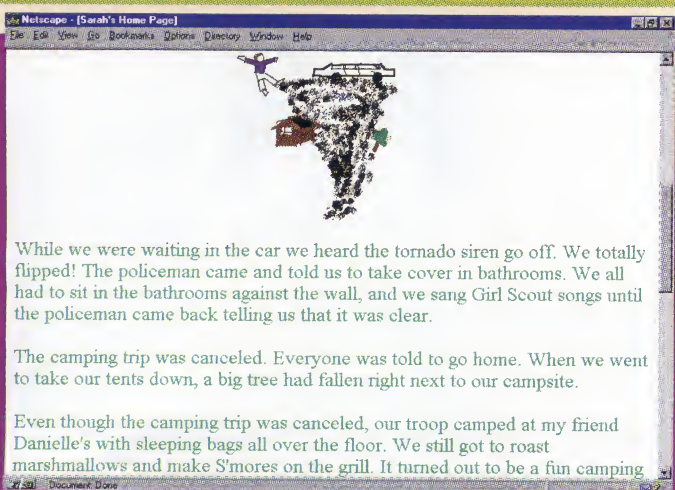 Netscape - [Sarah's Home Page]
File Edit View Go Bookmarks Options Directory Window Help
While we were waiting in the car we heard the tornado siren go off. We totally
flipped! The policeman came and told us to take cover in bathrooms. We all
had to sit in the bathrooms against the wall, and we sang Girl Scout songs until
the policeman came back telling us that it was clear.
The camping trip was canceled. Everyone was told to go home. When we went
to take our tents down, a big tree had fallen right next to our campsite.
Even though the camping trip was canceled, our troop camped at my friend
Danielle's with sleeping bags all over the floor. We still got to roast
marshmallows and make S'mores on the grill. It turned out to be a fun camping
Document: Done